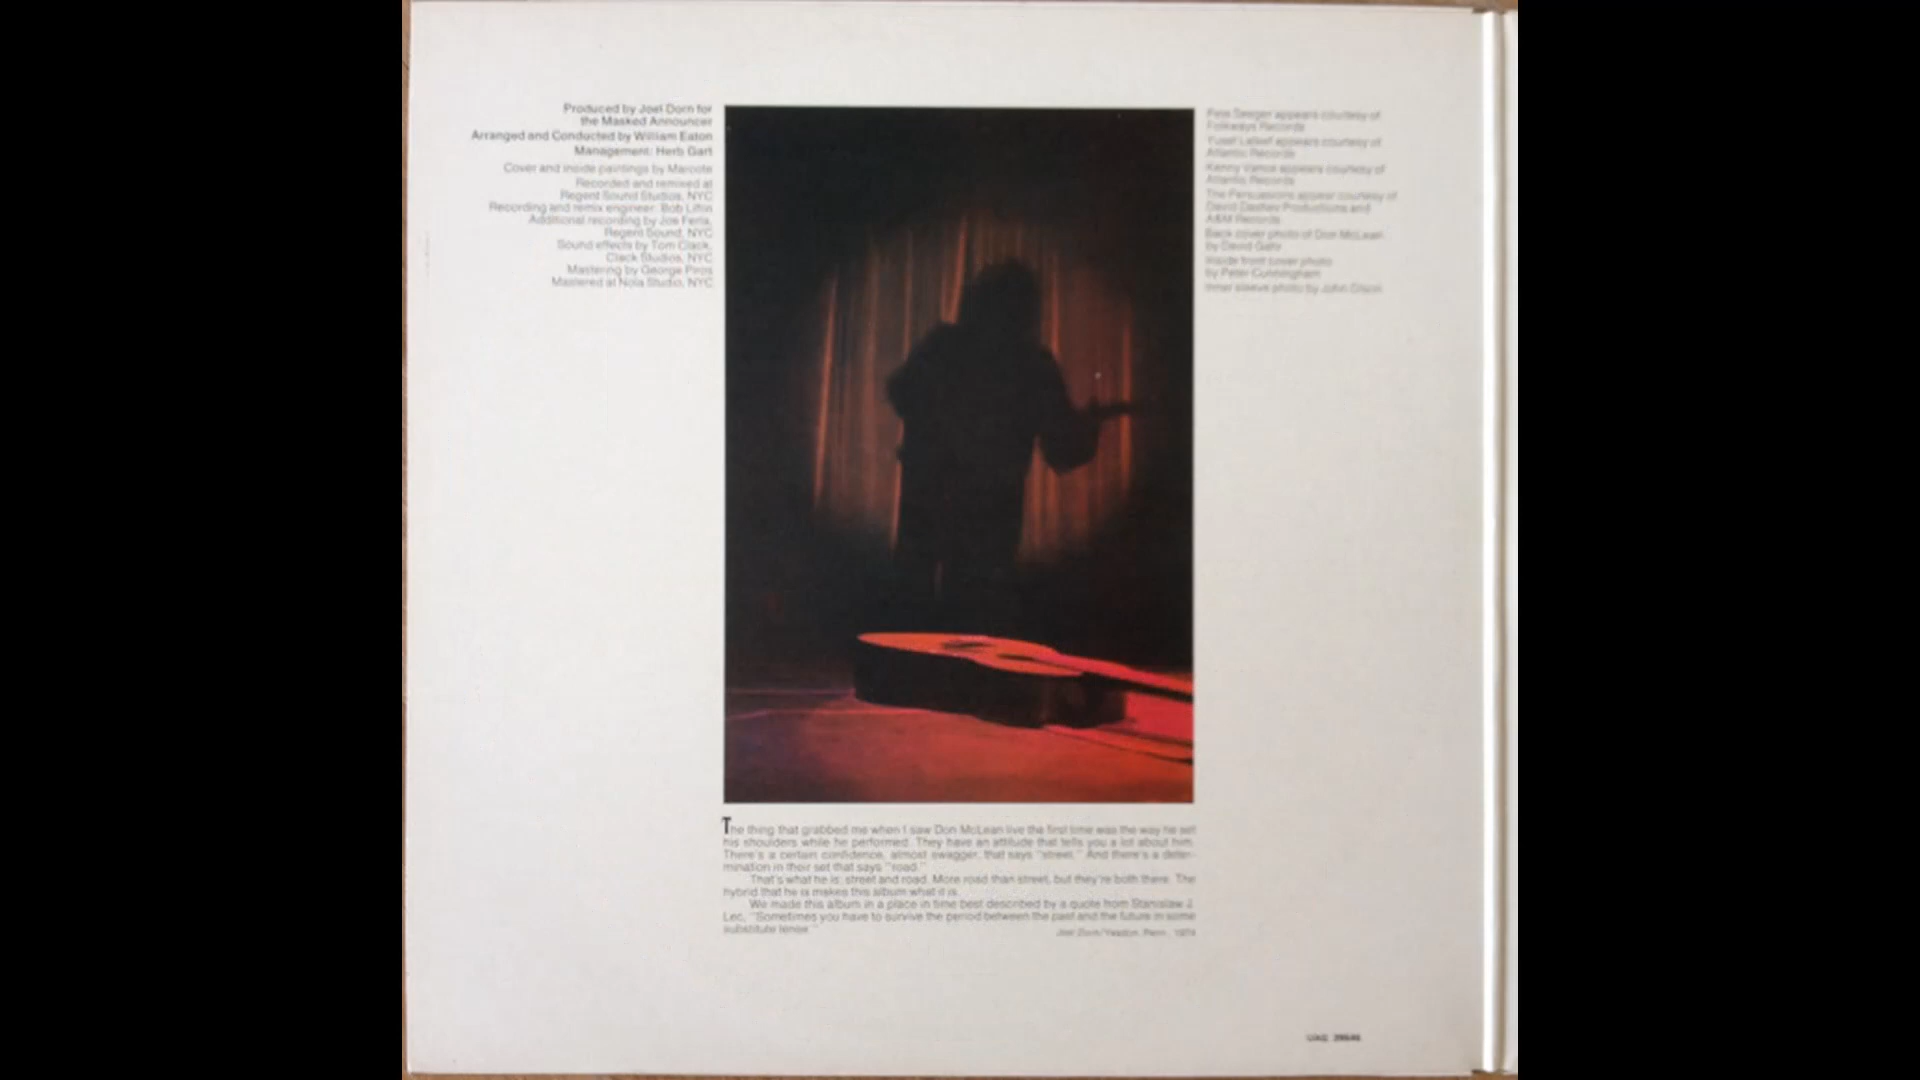 Produced by Joel Dorn for
the Masked Announcer
Arranged and Conducted by William Eaton
Management: Herb Gart
Cover and inside paintings by Marcote
Recorded and remixed at
Regent Sound Studios, NYC
Recording and remix engineer: Bob Liftin
Additional recording by Joe Ferla,
Regent Sound, NYC
Sound effects by Tom Clack,
Clack Studios, NYC
Mastering by George Piros
Mastered at Nola Studio, NYC
Pete Seeger appears courtesy of
Folkways Records
Yusef Lateef appears courtesy of
Atlantic Records
Kenny Vance appears courtesy of
Atlantic Records
The Persuasions appear courtesy of
David Dashev Productions and
A&M Records
Back cover photo of Don McLean
by David Gahr
Inside front cover photo
by Peter Cunningham
Inner sleeve photo by John Olson
The thing that grabbed me when I saw Don McLean live the first time was the way he set
his shoulders while he performed. They have an attitude that tells you a lot about him.
There's a certain confidence, almost swagger, that says "street." And there's a deter-
mination in their set that says "road."
That's what he is: street and road. More road than street, but they're both there. The
hybrid that he is makes this album what it is.
We made this album in a place in time best described by a quote from Stanislaw J.
Lec, "Sometimes you have to survive the period between the past and the future in some
substitute tense."
Joel Dorn/Yeadon, Penn., 1974